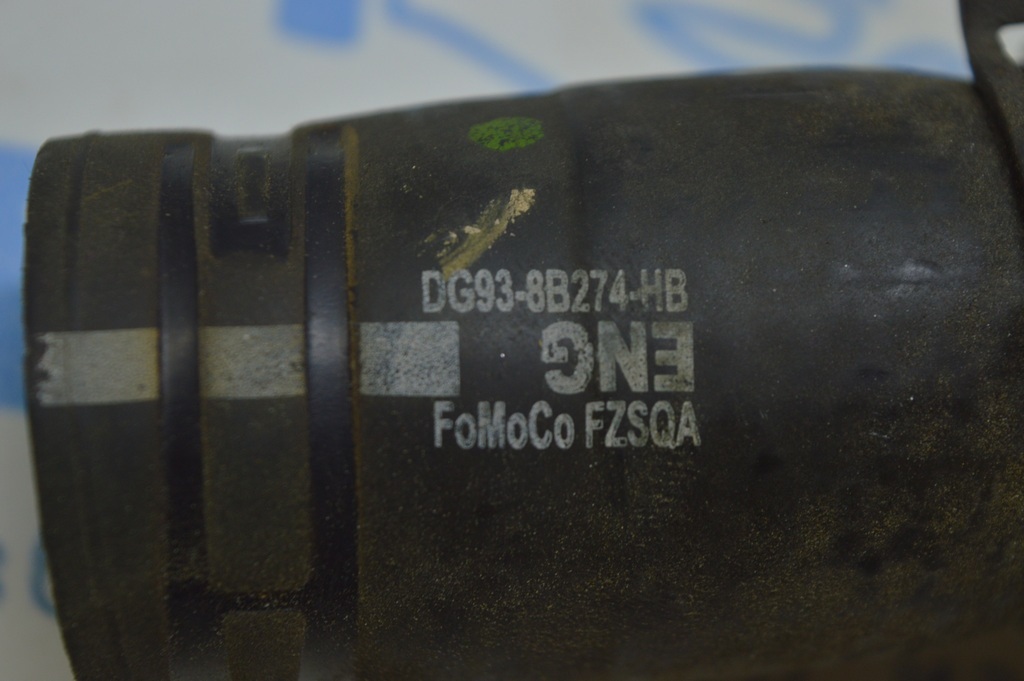 DG93-8B274-HB
ENG
FoMoCo FZSQA